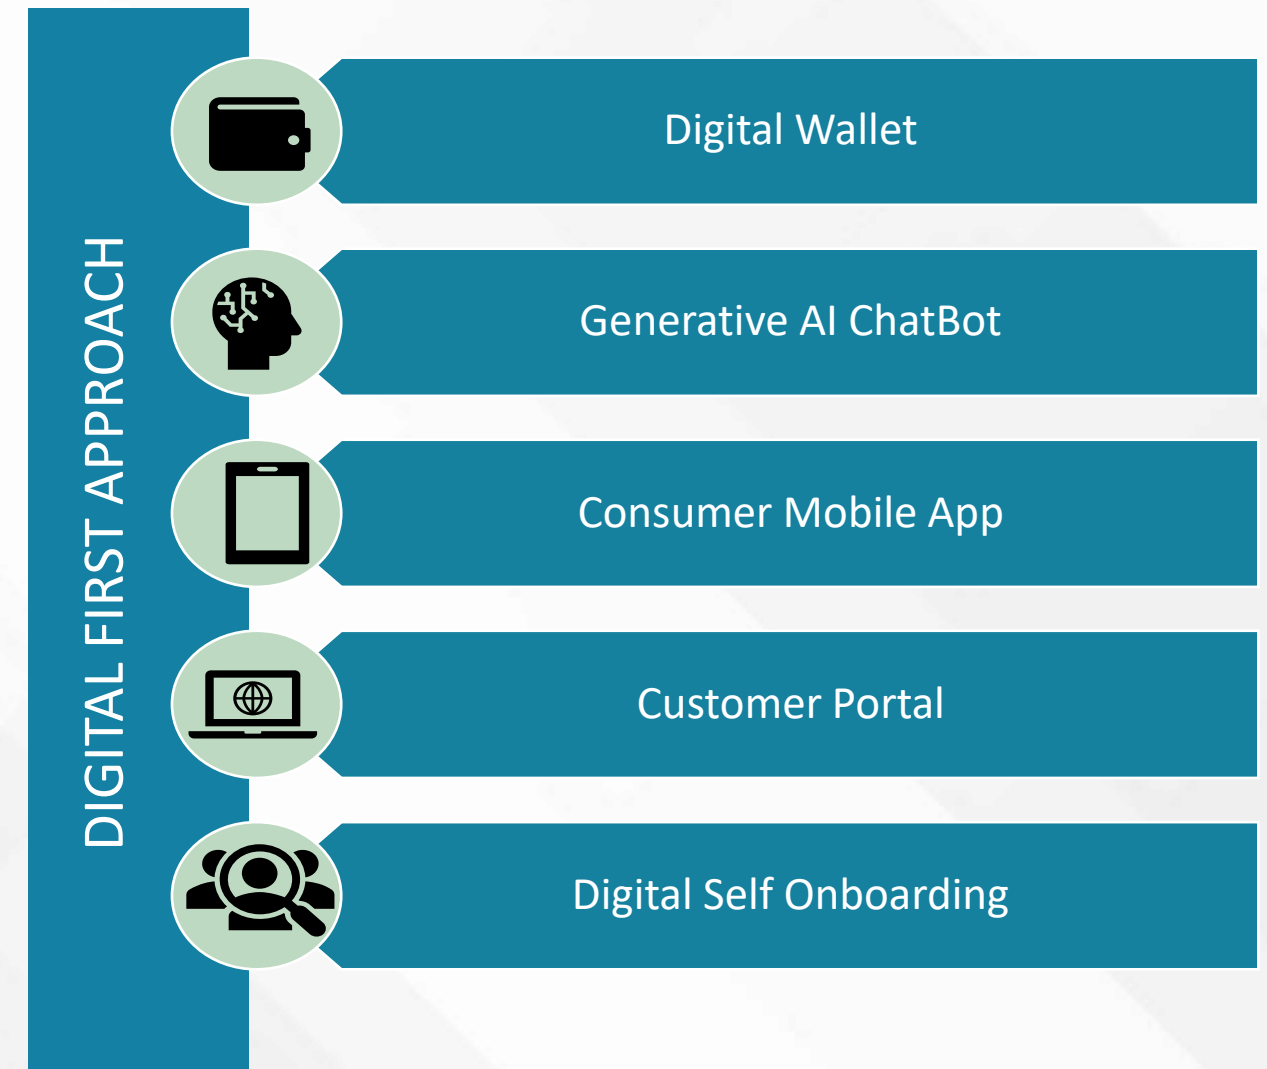 DIGITAL FIRST APPROACH
Digital Wallet
Generative AI ChatBot
Consumer Mobile App
Customer Portal
Digital Self Onboarding